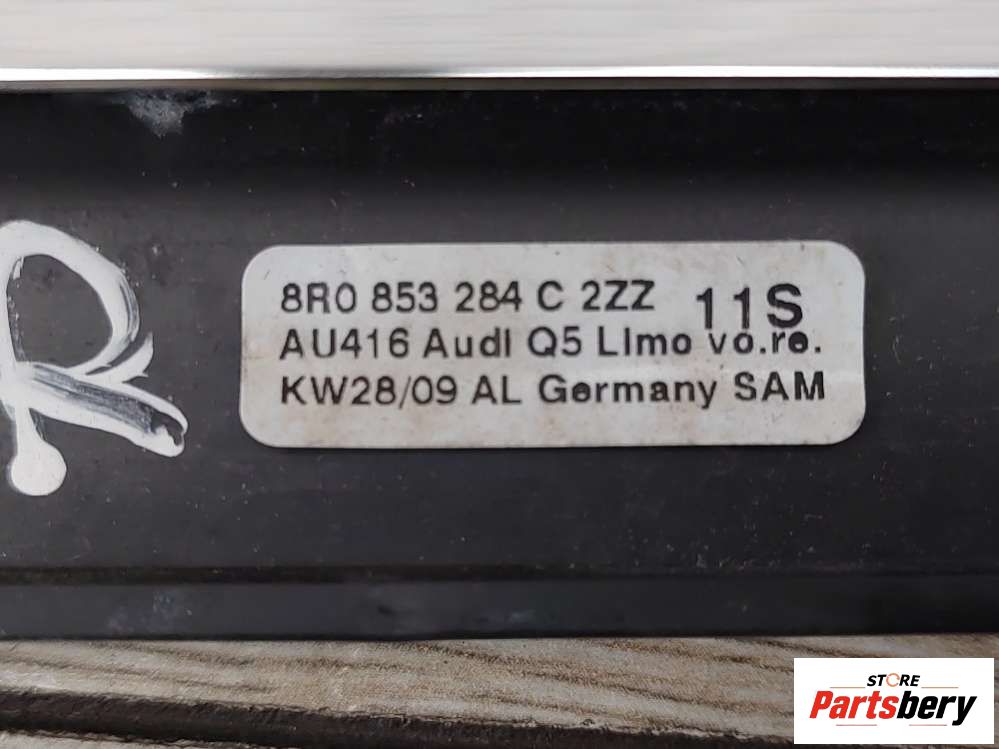 8R0 853 284 C 2ZZ 11S
AU416 Audi Q5 Limo vo.re.
KW28/09 AL Germany SAM
R
STORE
Partsbery